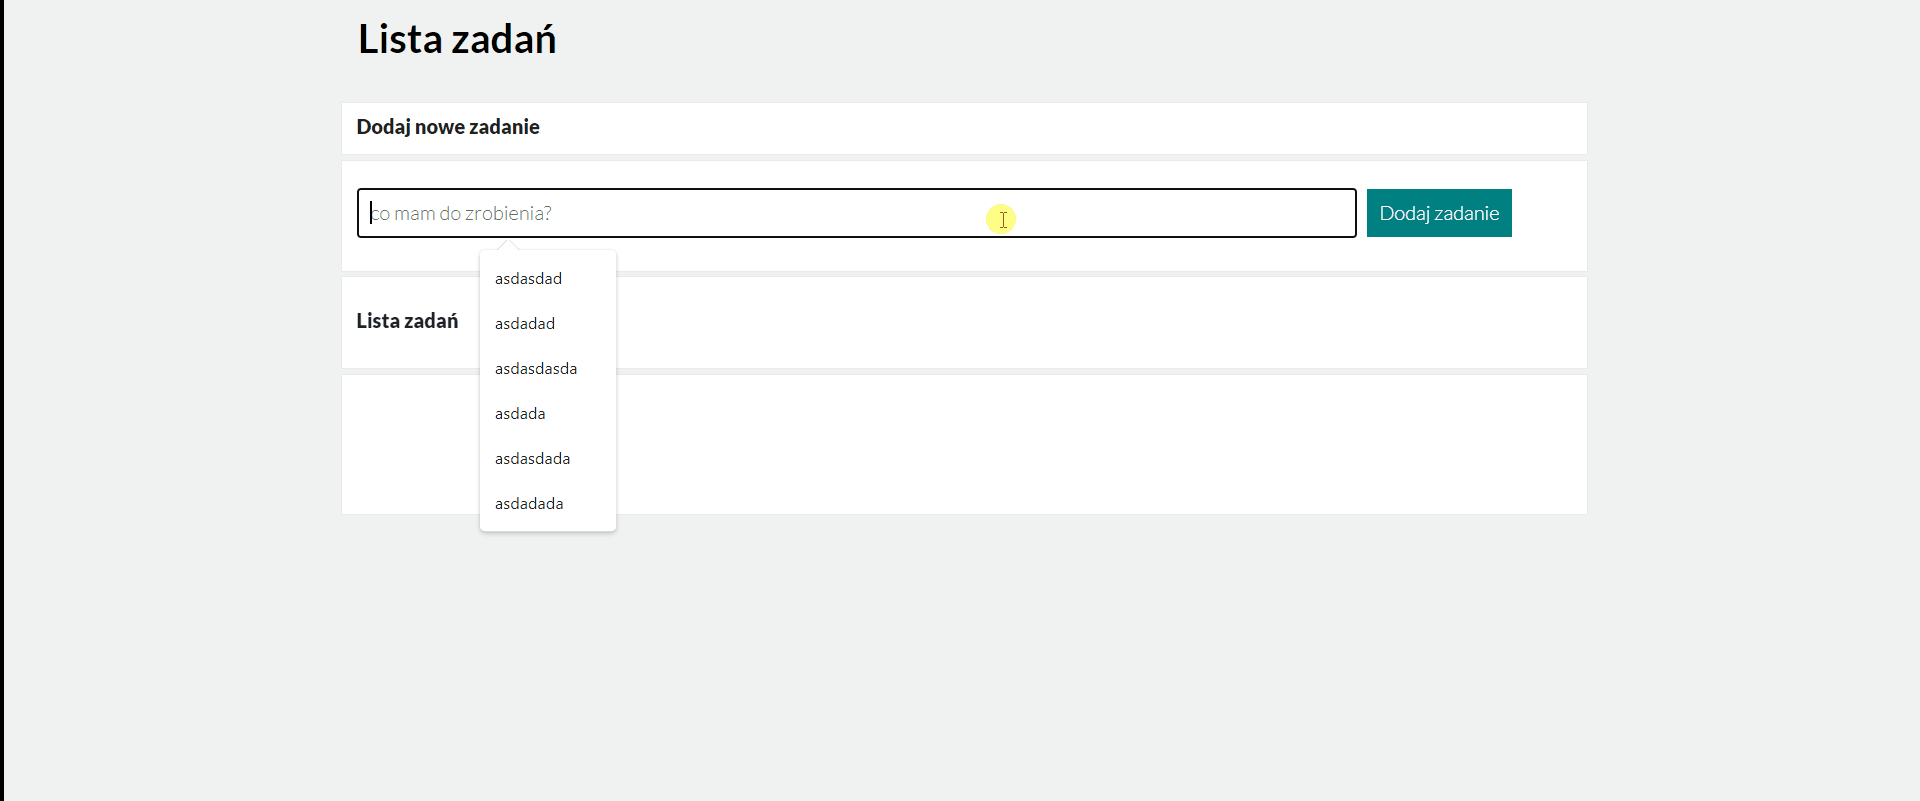 Lista zadań
Dodaj nowe zadanie
co mam do zrobienia?
Dodaj zadanie
asdasdad
asdadad
Lista zadań
asdasdasda
asdada
asdasdada
asdadada